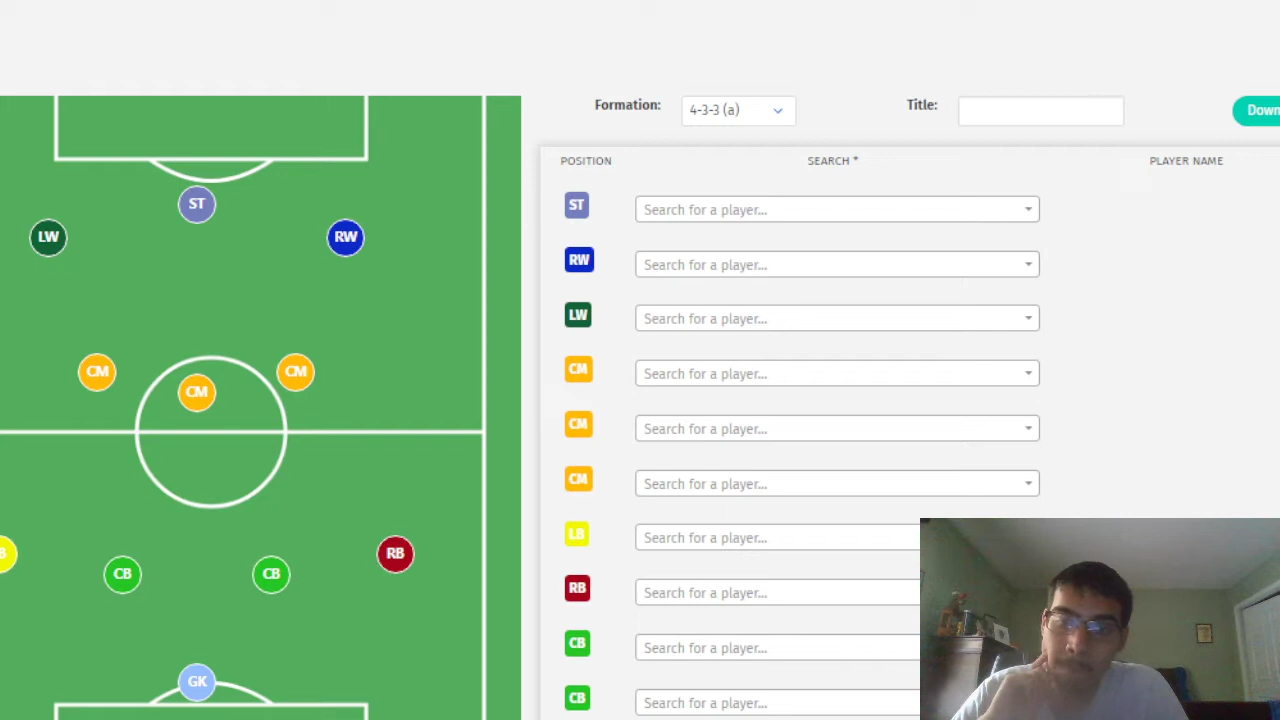 Formation:
4-3-3 (a)
Title:
Down
POSITION
SEARCH *
PLAYER NAME
ST
Search for a player...
RW
Search for a player...
LW
Search for a player...
CM
Search for a player...
CM
Search for a player...
CM
Search for a player...
LB
Search for a player...
RB
Search for a player...
CB
Search for a player...
CB
Search for a player...
ST
LW
RW
CM
CM
CM
B
RB
CB
CB
GK